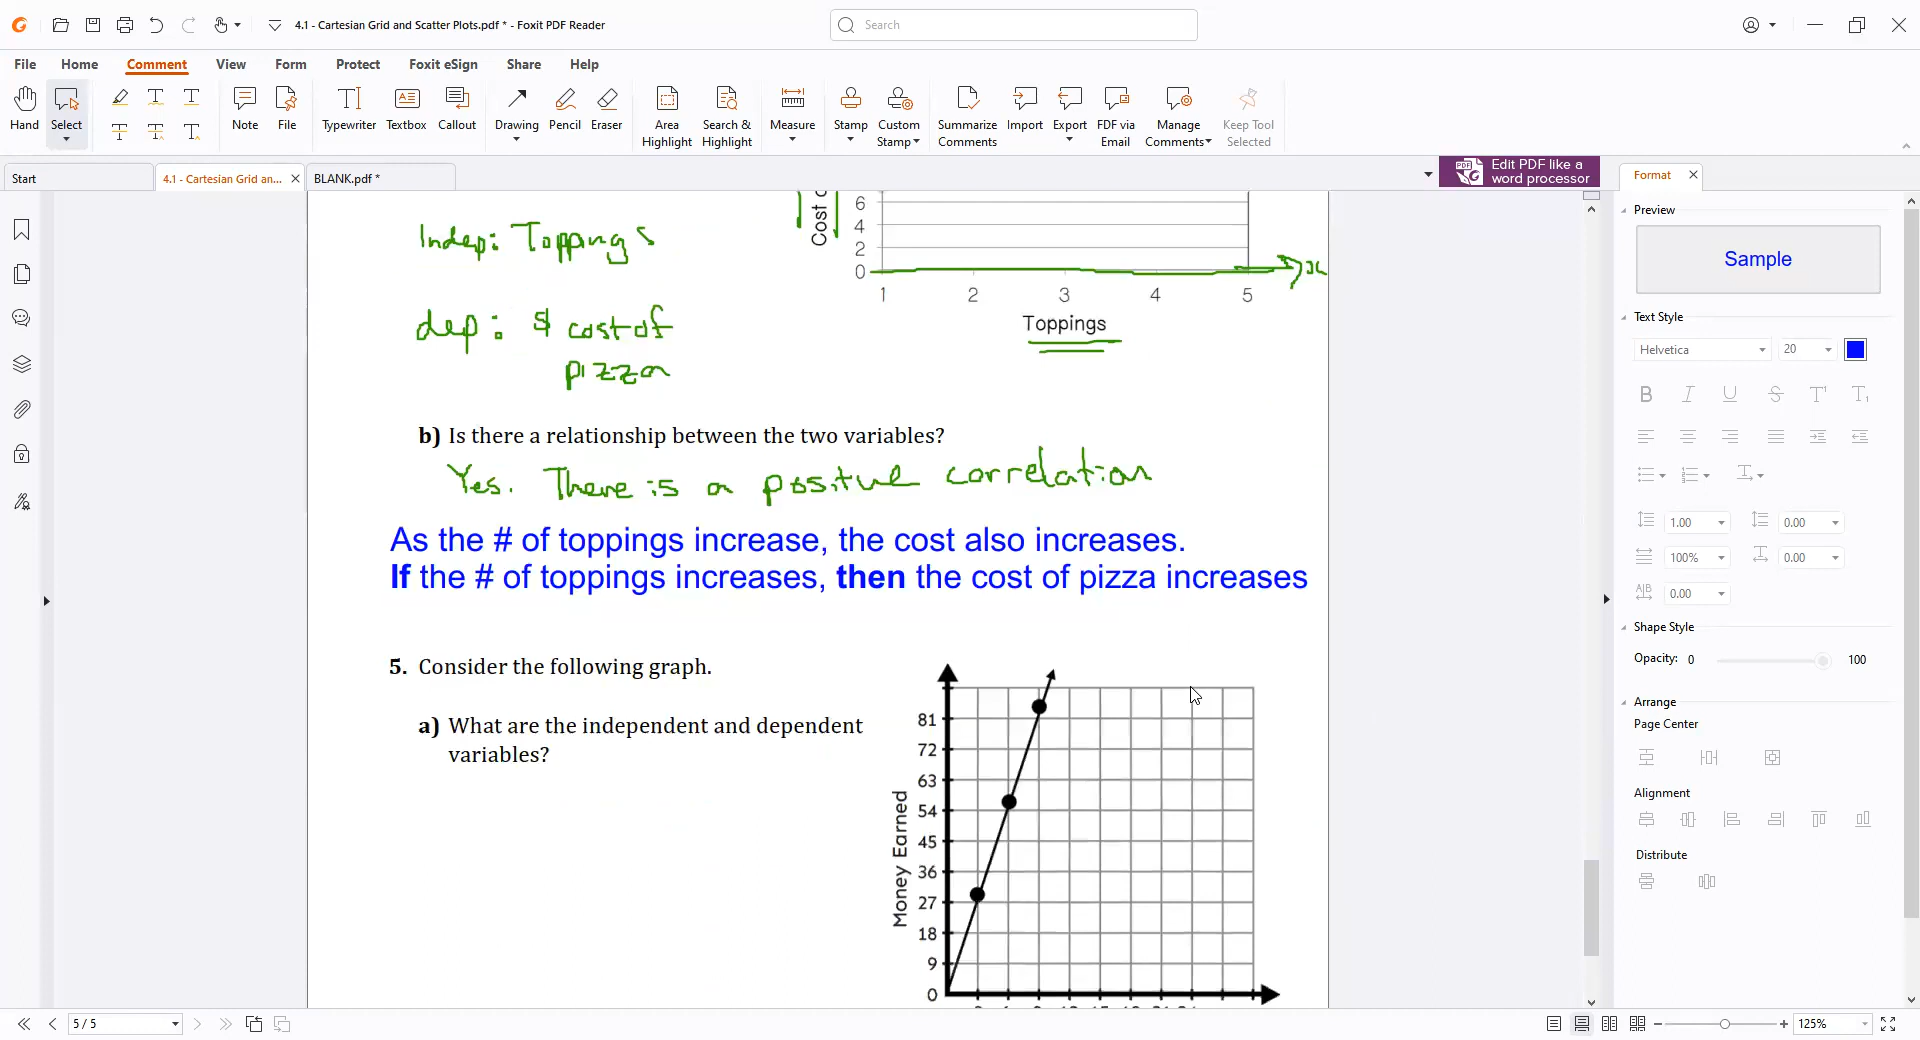 4.1 - Cartesian Grid and Scatter Plots.pdf * - Foxit PDF Reader
Search
File Home Comment View Form Protect Foxit eSign Share Help
Hand Select Note File Typewriter Textbox Callout Drawing Pencil Eraser Area Highlight Search & Highlight Measure Stamp Custom Stamp Summarize Comments Import Export FDF via Email Manage Comments Keep Tool Selected
Start 4.1 - Cartesian Grid an... BLANK.pdf *
Edit PDF like a
word processor
Format
Preview
Sample
Text Style
Helvetica 20
B I U S T T
1.00 0.00
100% 0.00
0.00
Shape Style
Opacity: 0 100
Arrange
Page Center
Alignment
Distribute
Indep: Toppings
dep: $ cost of
pizza
Cost o
6
4
2
0
x
1 2 3 4 5
Toppings
b) Is there a relationship between the two variables?
Yes. There is a positive correlation
As the # of toppings increase, the cost also increases.
If the # of toppings increases, then the cost of pizza increases
5. Consider the following graph.
a) What are the independent and dependent
variables?
Money Earned
81
72
63
54
45
36
27
18
9
0
5 / 5
125%